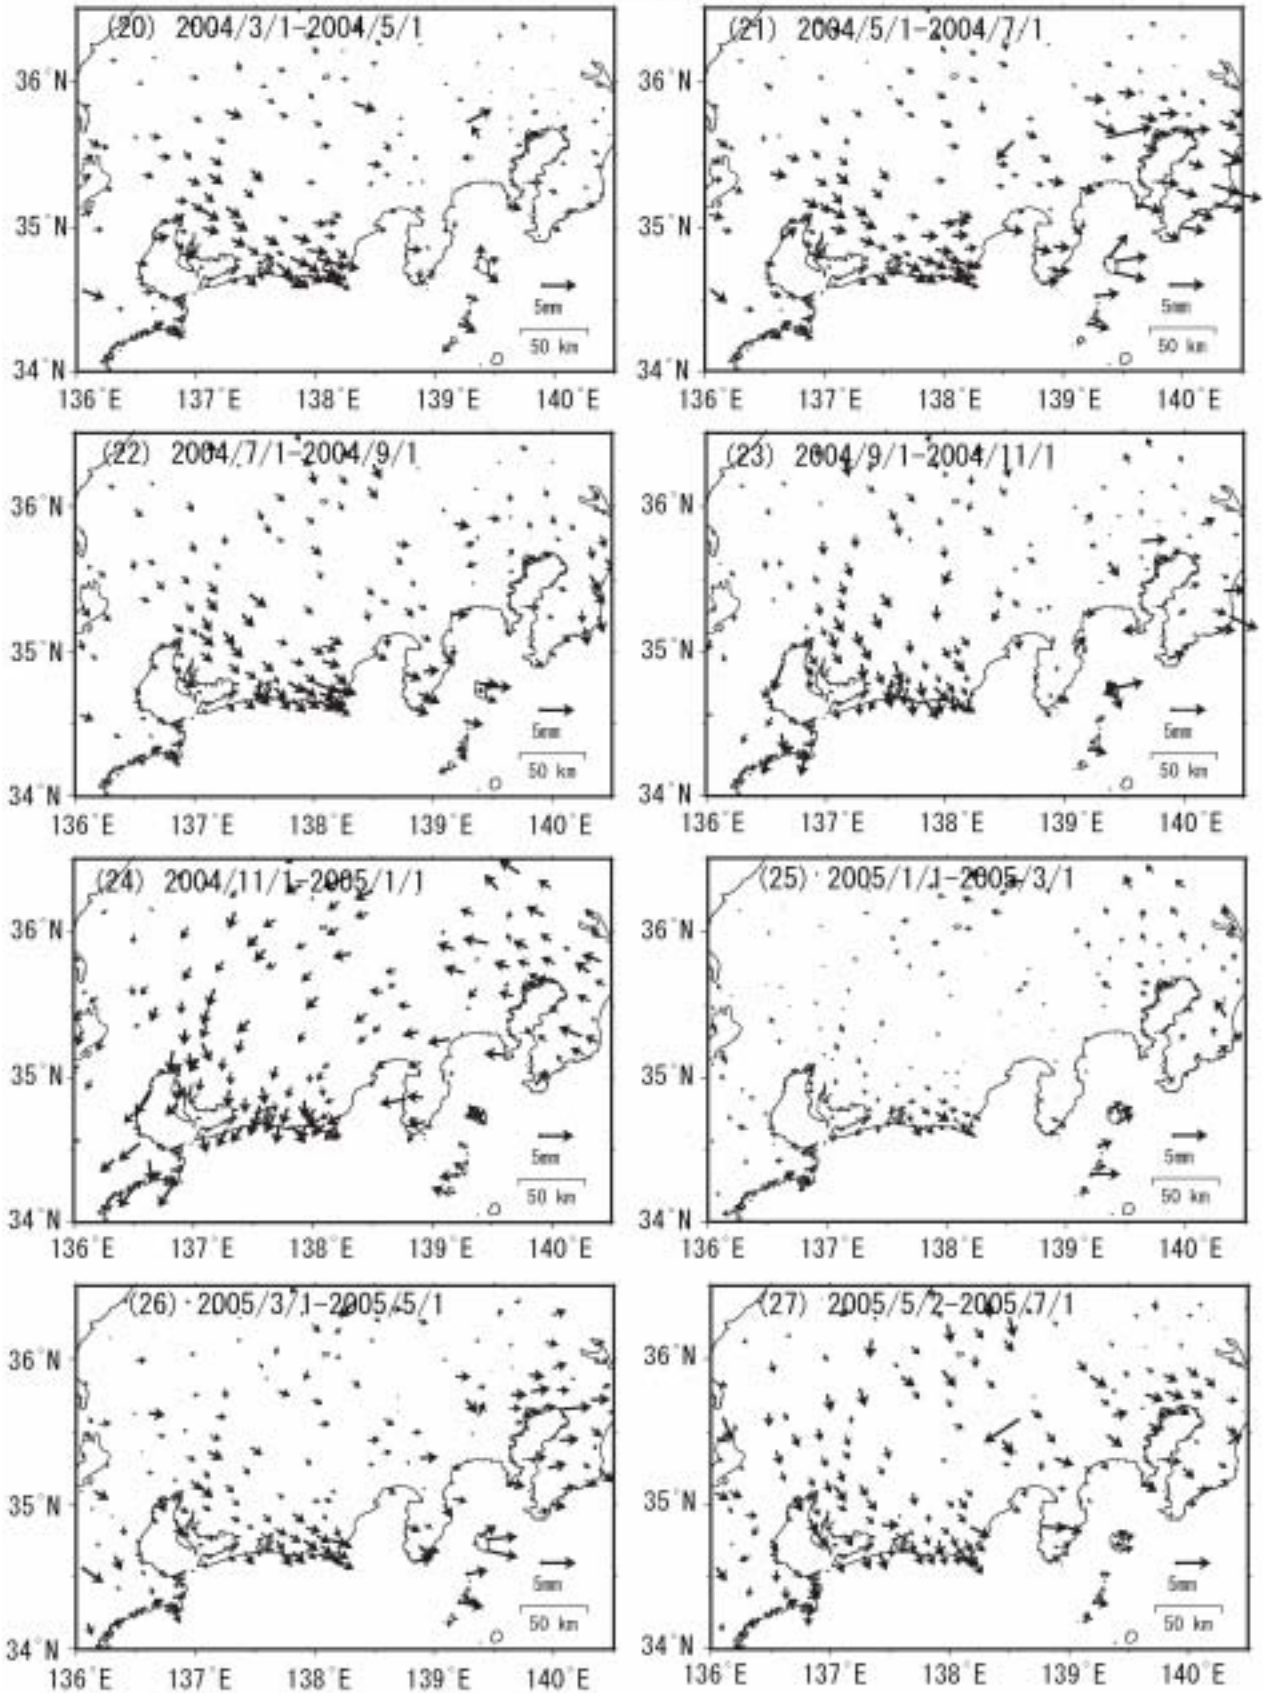 (20) 2004/3/1-2004/5/1
(21) 2004/5/1-2004/7/1
36°N
36°N
35°N
35°N
5mm
5mm
50 km
50 km
34°N
34°N
136°E 137°E 138°E 139°E 140°E
136°E 137°E 138°E 139°E 140°E
(22) 2004/7/1-2004/9/1
(23) 2004/9/1-2004/11/1
36°N
36°N
35°N
35°N
5mm
5mm
50 km
50 km
34°N
34°N
136°E 137°E 138°E 139°E 140°E
136°E 137°E 138°E 139°E 140°E
(24) 2004/11/1-2005/1/1
(25) 2005/1/1-2005/3/1
36°N
36°N
35°N
35°N
5mm
5mm
50 km
50 km
34°N
34°N
136°E 137°E 138°E 139°E 140°E
136°E 137°E 138°E 139°E 140°E
(26) 2005/3/1-2005/5/1
(27) 2005/5/2-2005/7/1
36°N
36°N
35°N
35°N
5mm
5mm
50 km
50 km
34°N
34°N
136°E 137°E 138°E 139°E 140°E
136°E 137°E 138°E 139°E 140°E